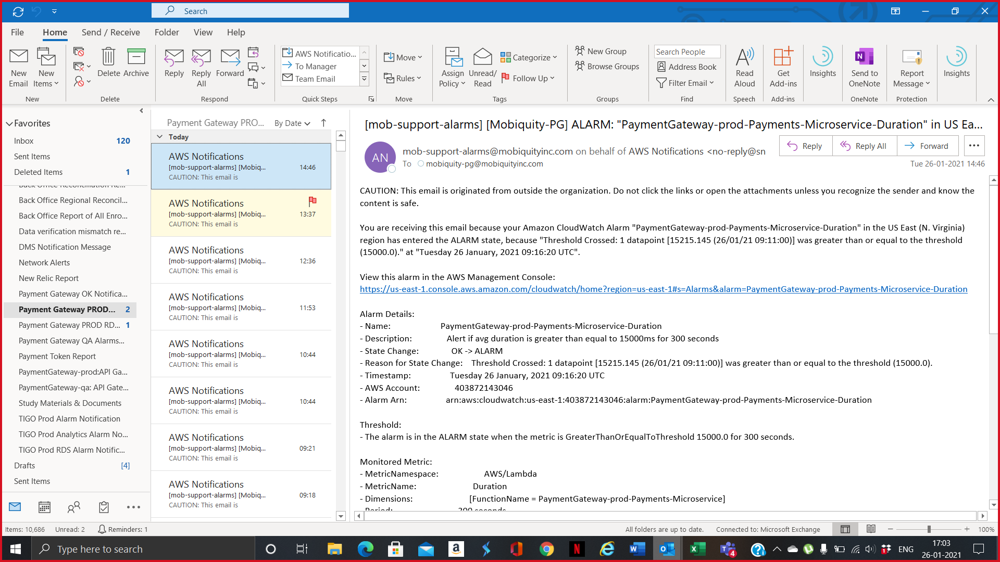 Search
File Home Send / Receive Folder View Help
New Email
New Items
Delete
Archive
Reply
Reply All
Forward
AWS Notificatio...
To Manager
Team Email
Move
Rules
Assign Policy
Unread/ Read
Categorize
Follow Up
New Group
Browse Groups
Search People
Address Book
Filter Email
Read Aloud
Get Add-ins
Insights
Send to OneNote
Report Message
Insights
New Delete Respond Quick Steps Move Tags Groups Find Speech Add-ins OneNote Protection
Favorites
Inbox 120
Sent Items
Deleted Items 1
Back Office Regional Reconcil...
Back Office Report of All Enro...
Data verification mismatch re...
DMS Notification Message
Network Alerts
New Relic Report
Payment Gateway OK Notifica...
Payment Gateway PROD... 2
Payment Gateway PROD RD... 1
Payment Gateway QA Alarms...
Payment Token Report
PaymentGateway-prod:API Ga...
PaymentGateway-qa: API Gate...
Study Materials & Documents
TIGO Prod Alarm Notification
TIGO Prod Analytics Alarm No...
TIGO Prod RDS Alarm Notific...
Drafts [4]
Sent Items
Payment Gateway PRO... By Date
Today
AWS Notifications
[mob-support-alarms] [Mobiq... 14:46
CAUTION: This email is
AWS Notifications
[mob-support-alarms] [Mobiq... 13:37
CAUTION: This email is
AWS Notifications
[mob-support-alarms] [Mobiq... 12:36
CAUTION: This email is
AWS Notifications
[mob-support-alarms] [Mobiq... 11:53
CAUTION: This email is
AWS Notifications
[mob-support-alarms] [Mobiq... 10:44
CAUTION: This email is
AWS Notifications
[mob-support-alarms] [Mobiq... 10:44
CAUTION: This email is
AWS Notifications
[mob-support-alarms] [Mobiq... 09:21
CAUTION: This email is
AWS Notifications
[mob-support-alarms] [Mobiq... 09:18
CAUTION: This email is
[mob-support-alarms] [Mobiquity-PG] ALARM: "PaymentGateway-prod-Payments-Microservice-Duration" in US Ea...
AN
mob-support-alarms@mobiquityinc.com on behalf of AWS Notifications <no-reply@sn
To mobiquity-pg@mobiquityinc.com
Reply Reply All Forward
Tue 26-01-2021 14:46
CAUTION: This email is originated from outside the organization. Do not click the links or open the attachments unless you recognize the sender and know the
content is safe.
You are receiving this email because your Amazon CloudWatch Alarm "PaymentGateway-prod-Payments-Microservice-Duration" in the US East (N. Virginia)
region has entered the ALARM state, because "Threshold Crossed: 1 datapoint [15215.145 (26/01/21 09:11:00)] was greater than or equal to the threshold
(15000.0)." at "Tuesday 26 January, 2021 09:16:20 UTC".
View this alarm in the AWS Management Console:
https://us-east-1.console.aws.amazon.com/cloudwatch/home?region=us-east-1#s=Alarms&alarm=PaymentGateway-prod-Payments-Microservice-Duration
Alarm Details:
- Name: PaymentGateway-prod-Payments-Microservice-Duration
- Description: Alert if avg duration is greater than equal to 15000ms for 300 seconds
- State Change: OK -> ALARM
- Reason for State Change: Threshold Crossed: 1 datapoint [15215.145 (26/01/21 09:11:00)] was greater than or equal to the threshold (15000.0).
- Timestamp: Tuesday 26 January, 2021 09:16:20 UTC
- AWS Account: 403872143046
- Alarm Arn: arn:aws:cloudwatch:us-east-1:403872143046:alarm:PaymentGateway-prod-Payments-Microservice-Duration
Threshold:
- The alarm is in the ALARM state when the metric is GreaterThanOrEqualToThreshold 15000.0 for 300 seconds.
Monitored Metric:
- MetricNamespace: AWS/Lambda
- MetricName: Duration
- Dimensions: [FunctionName = PaymentGateway-prod-Payments-Microservice]
- Period: 300 seconds
Items: 10,686 Unread: 2 Reminders: 1
All folders are up to date. Connected to: Microsoft Exchange 100%
Type here to search
ENG
17:03
26-01-2021